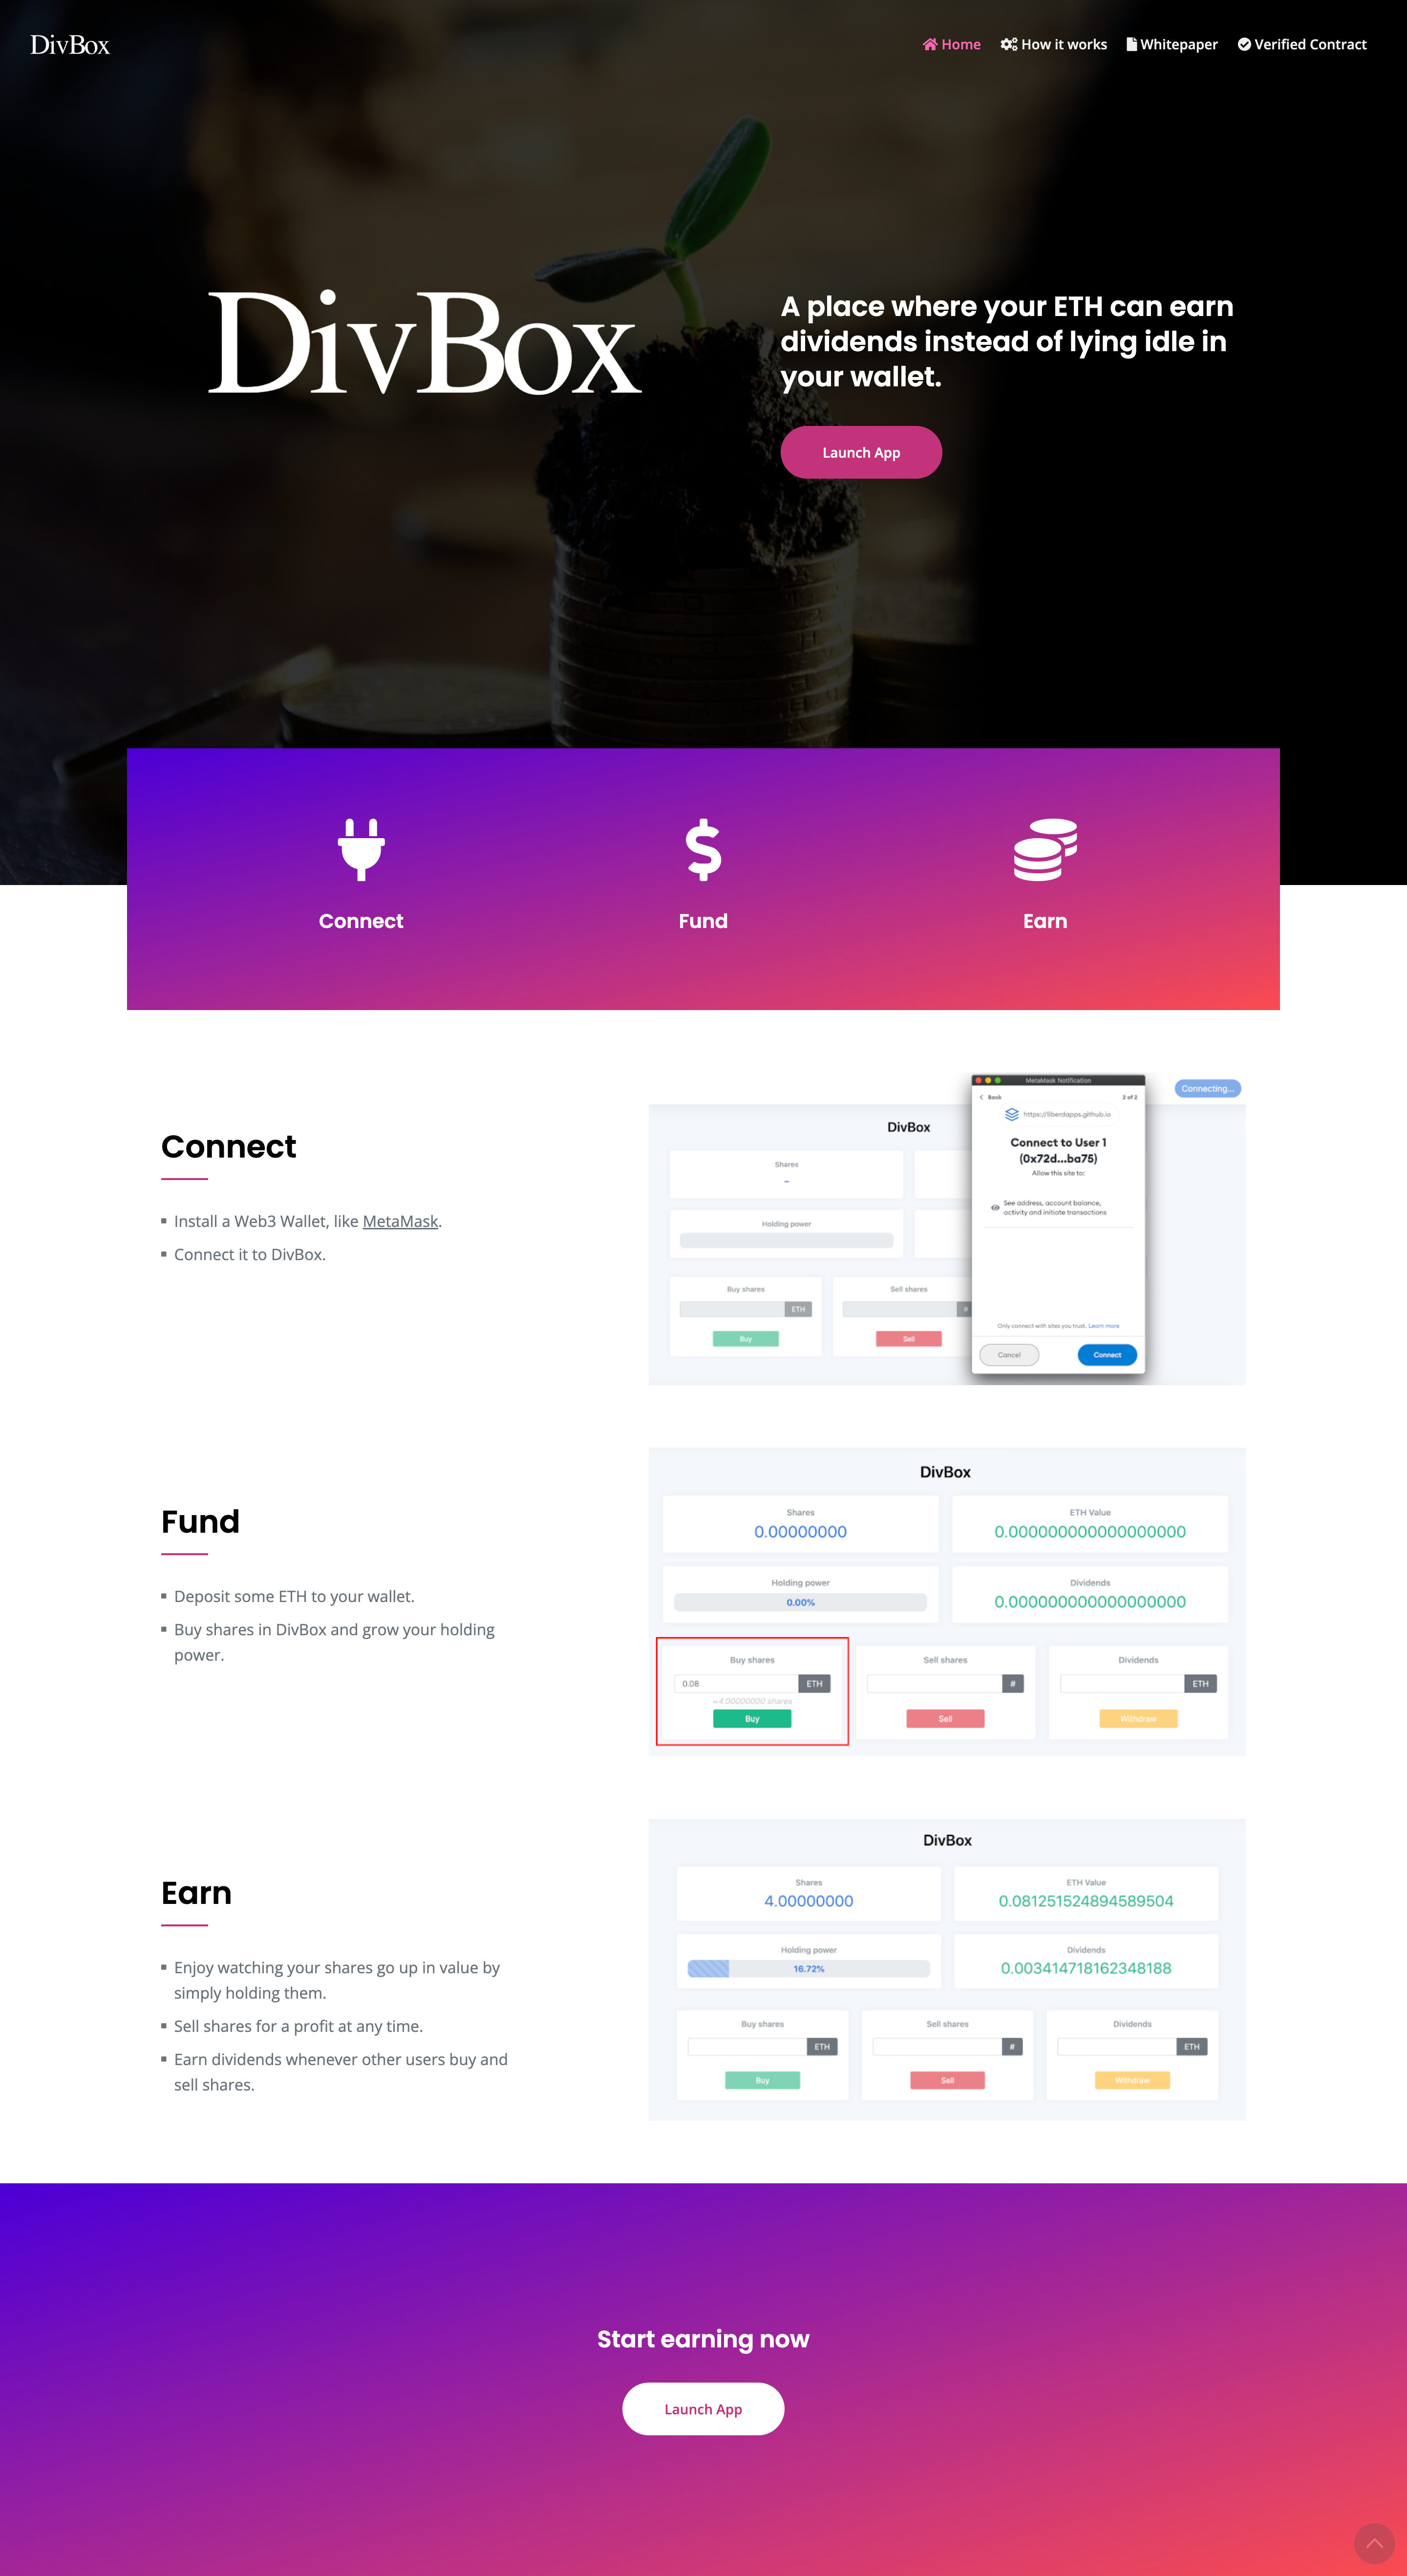 DivBox
Home How it works Whitepaper Verified Contract
DivBox
A place where your ETH can earn
dividends instead of lying idle in
your wallet.
Launch App
Connect
Fund
Earn
Connect
Install a Web3 Wallet, like MetaMask.
Connect it to DivBox.
MetaMask Notification
Connecting...
< Back
2 of 2
https://liberdapps.github.io
Connect to User 1
(0x72d...ba75)
Allow this site to:
See address, account balance,
activity and initiate transactions
Only connect with sites you trust. Learn more
Cancel
Connect
DivBox
Shares
-
Holding power
Buy shares
ETH
Buy
Sell shares
#
Sell
Fund
Deposit some ETH to your wallet.
Buy shares in DivBox and grow your holding
power.
DivBox
Shares
0.00000000
ETH Value
0.000000000000000000
Holding power
0.00%
Dividends
0.000000000000000000
Buy shares
0.08 ETH
≈4.00000000 shares
Buy
Sell shares
#
Sell
Dividends
ETH
Withdraw
Earn
Enjoy watching your shares go up in value by
simply holding them.
Sell shares for a profit at any time.
Earn dividends whenever other users buy and
sell shares.
DivBox
Shares
4.00000000
ETH Value
0.081251524894589504
Holding power
16.72%
Dividends
0.003414718162348188
Buy shares
ETH
Buy
Sell shares
#
Sell
Dividends
ETH
Withdraw
Start earning now
Launch App